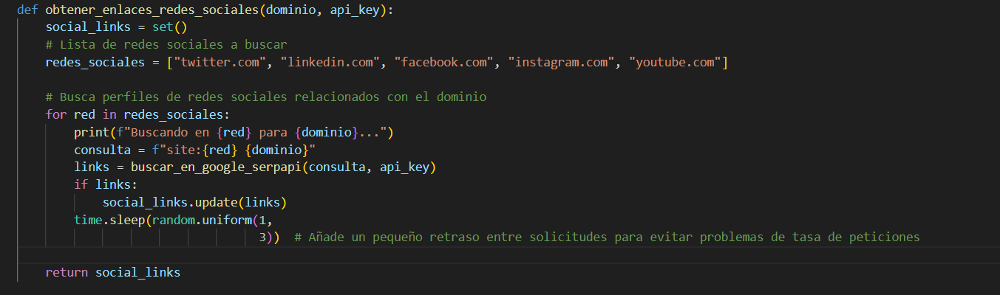 def obtener_enlaces_redes_sociales(dominio, api_key):
    social_links = set()
    # Lista de redes sociales a buscar
    redes_sociales = ["twitter.com", "linkedin.com", "facebook.com", "instagram.com", "youtube.com"]
    # Busca perfiles de redes sociales relacionados con el dominio
    for red in redes_sociales:
        print(f"Buscando en {red} para {dominio}...")
        consulta = f"site:{red} {dominio}"
        links = buscar_en_google_serpapi(consulta, api_key)
        if links:
            social_links.update(links)
        time.sleep(random.uniform(1,
                                  3))  # Añade un pequeño retraso entre solicitudes para evitar problemas de tasa de peticiones
    return social_links